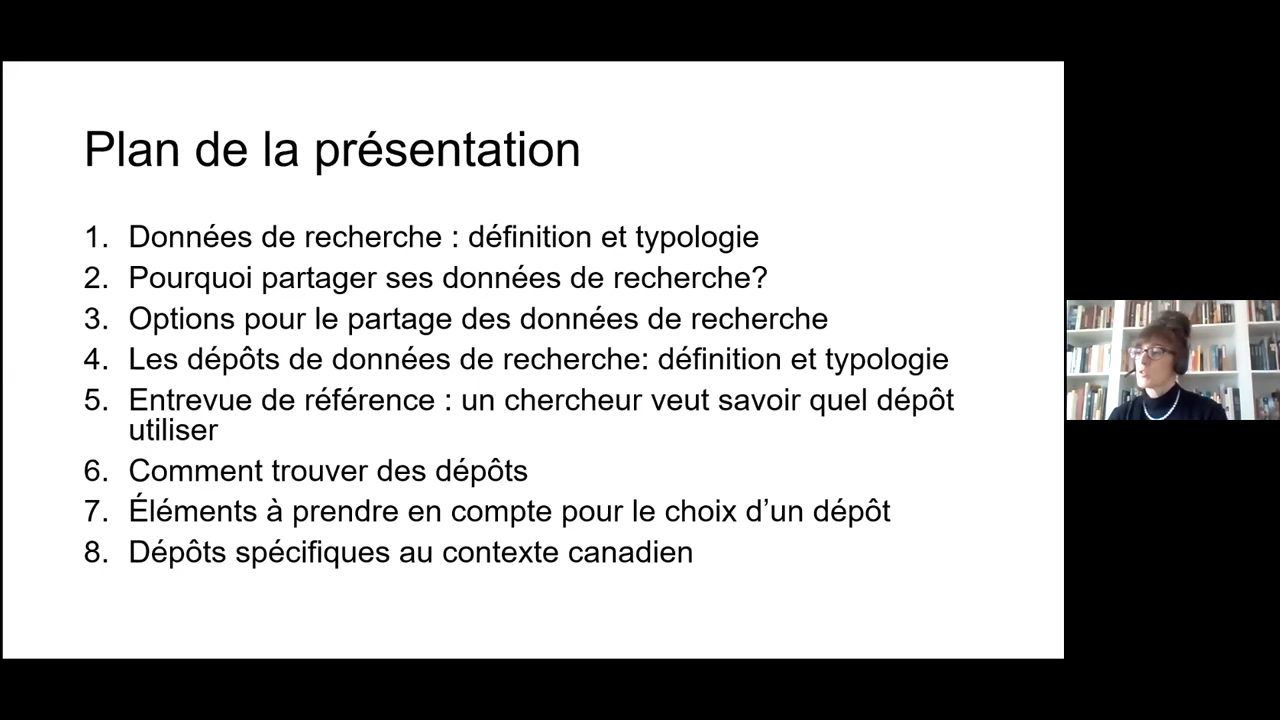 Plan de la présentation
1. Données de recherche : définition et typologie
2. Pourquoi partager ses données de recherche?
3. Options pour le partage des données de recherche
4. Les dépôts de données de recherche: définition et typologie
5. Entrevue de référence : un chercheur veut savoir quel dépôt
utiliser
6. Comment trouver des dépôts
7. Éléments à prendre en compte pour le choix d’un dépôt
8. Dépôts spécifiques au contexte canadien